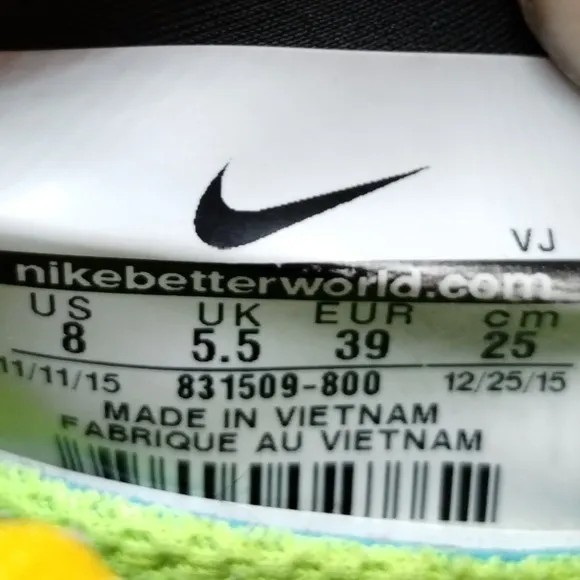 VJ
nikebetterworld.com
US UK EUR cm
8 5.5 39 25
11/11/15 831509-800 12/25/15
MADE IN VIETNAM
FABRIQUE AU VIETNAM